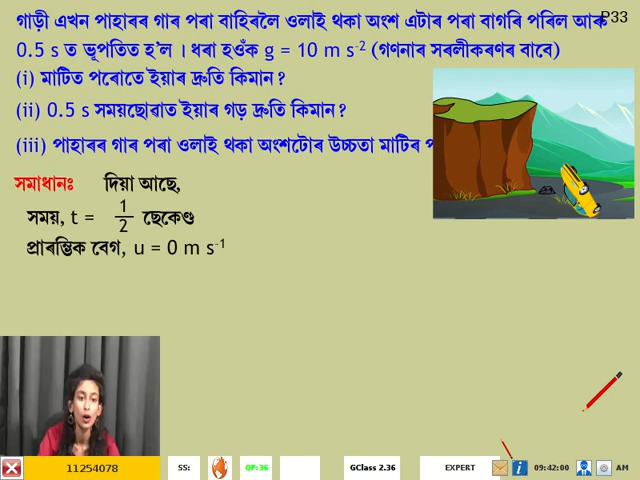 গাড়ী এখন পাহাৰৰ গাৰ পৰা বাহিৰলৈ ওলাই থকা অংশ এটাৰ পৰা বাগৰি পৰিল আৰু P33
0.5 s ত ভূপতিত হ'ল । ধৰা হওঁক g = 10 m s-2 (গণনাৰ সৰলীকৰণৰ বাবে)
(i) মাটিত পৰোতে ইয়াৰ দ্ৰুতি কিমান ?
(ii) 0.5 s সময়ছোৱাত ইয়াৰ গড় দ্ৰুতি কিমান ?
(iii) পাহাৰৰ গাৰ পৰা ওলাই থকা অংশটোৰ উচ্চতা মাটিৰ প
সমাধানঃ দিয়া আছে,
সময়, t = 1/2 ছেকেণ্ড
প্ৰাৰম্ভিক বেগ, u = 0 m s-1
11254078 SS: QP:36 GClass 2.36 EXPERT 09:42:00 AM